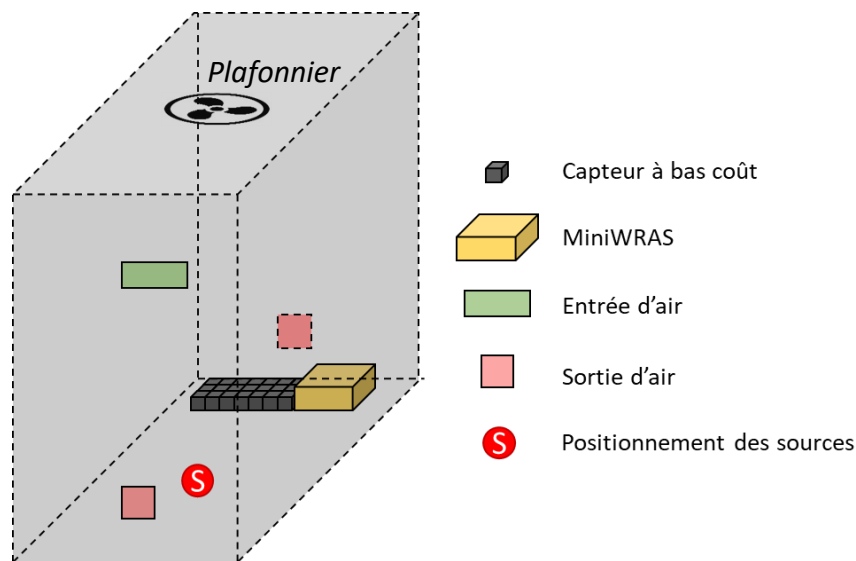 Plafonnier
Capteur à bas coût
MiniWRAS
Entrée d'air
Sortie d'air
S
Positionnement des sources
S